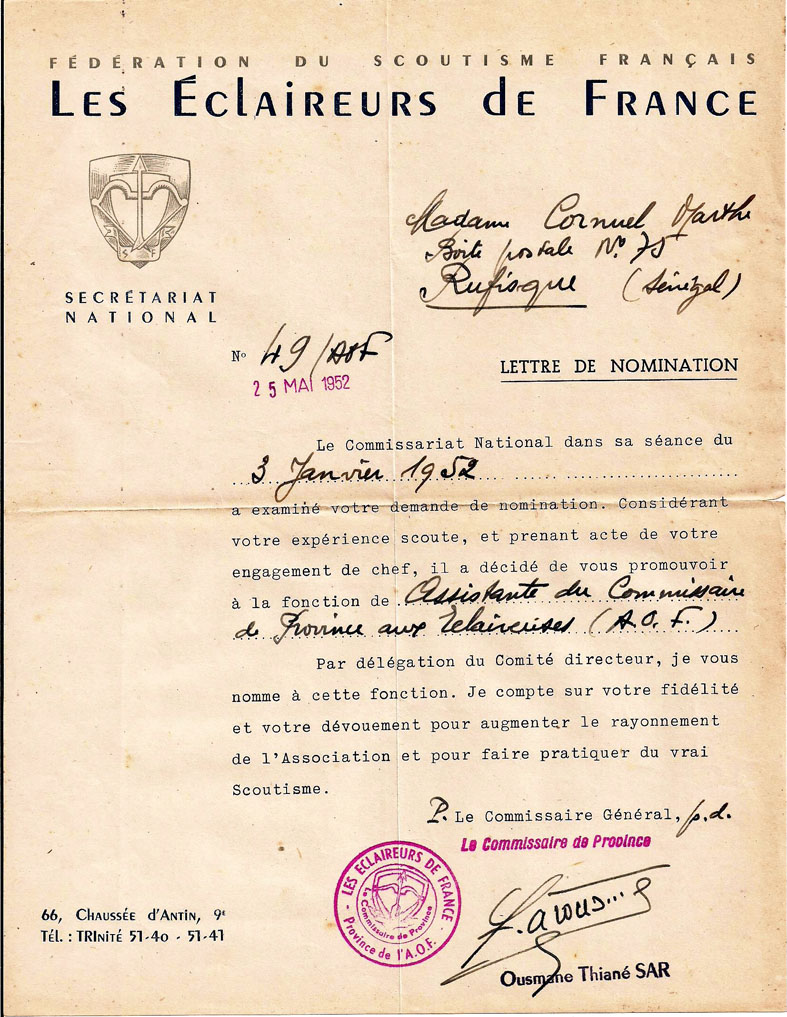 FÉDÉRATION DU SCOUTISME FRANÇAIS
LES ÉCLAIREURS DE FRANCE
Madame Cornuel Marthe
Boite postale No. 75
Rufisque (Sénégal)
SECRÉTARIAT
NATIONAL
No 49/AOF
25 MAI 1952
LETTRE DE NOMINATION
Le Commissariat National dans sa séance du
3 Janvier 1952
a examiné votre demande de nomination. Considérant
votre expérience scoute, et prenant acte de votre
engagement de chef, il a décidé de vous promouvoir
à la fonction de Assistante du Commissaire
de Province aux Eclaireuses (A.O.F.)
Par délégation du Comité directeur, je vous
nomme à cette fonction. Je compte sur votre fidélité
et votre dévouement pour augmenter le rayonnement
de l'Association et pour faire pratiquer du vrai
Scoutisme.
P. Le Commissaire Général, p.d.
Le Commissaire de Province
LES ECLAIREURS DE FRANCE
Le Commissaire de Province
Province de l'A.O.F.
Ousmane Thiané SAR
66, CHAUSSÉE D'ANTIN, 9e
TÉL. : TRINITÉ 51-40 - 51-41